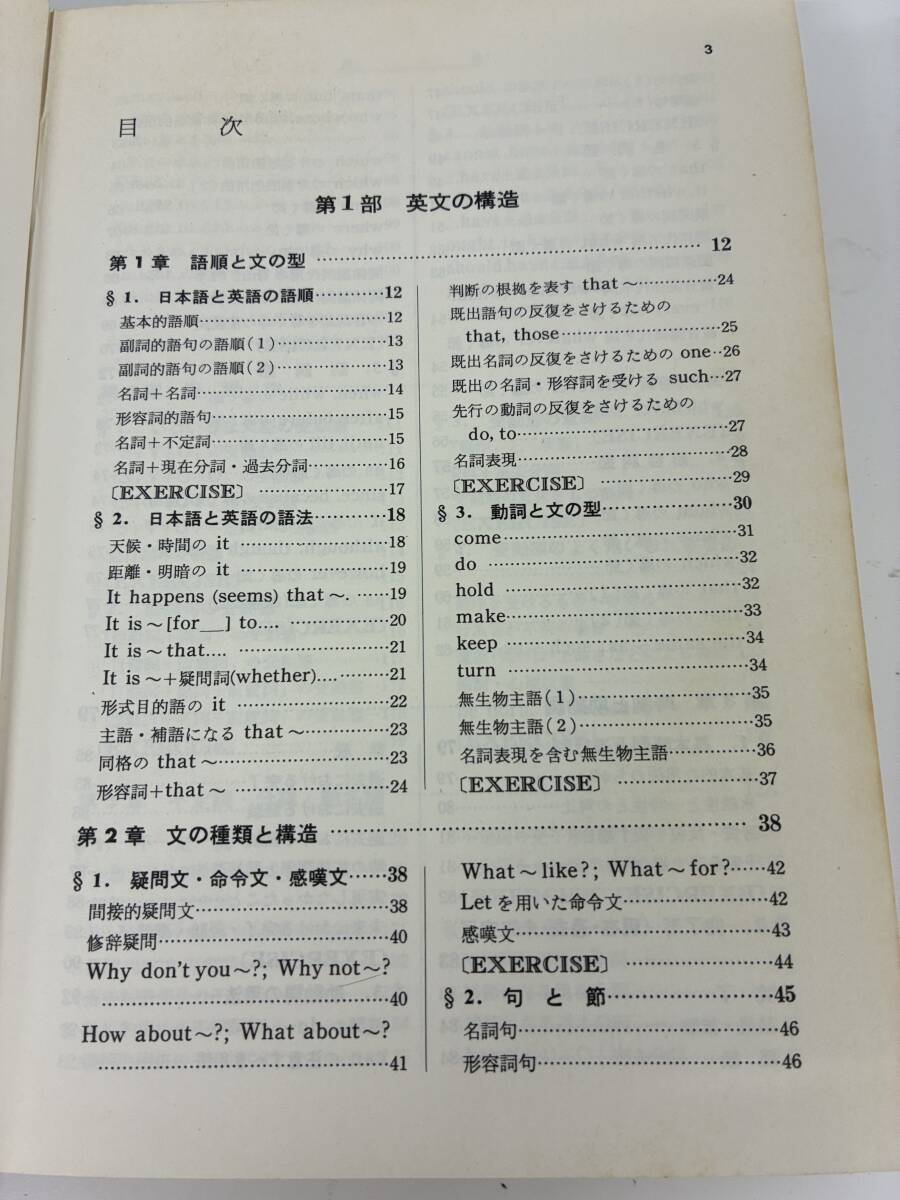 3
目 次
第1部 英文の構造
第1章 語順と文の型 …… 12
§1. 日本語と英語の語順 …… 12
基本的語順 …… 12
副詞的語句の語順(1) …… 13
副詞的語句の語順(2) …… 13
名詞+名詞 …… 14
形容詞的語句 …… 15
名詞+不定詞 …… 15
名詞+現在分詞・過去分詞 …… 16
〔EXERCISE〕 …… 17
§2. 日本語と英語の語法 …… 18
天候・時間の it …… 18
距離・明暗の it …… 19
It happens (seems) that ~. …… 19
It is ~ [for__] to.... …… 20
It is ~ that.... …… 21
It is ~+疑問詞(whether).... …… 21
形式目的語の it …… 22
主語・補語になる that ~ …… 23
同格の that ~ …… 23
形容詞+that ~ …… 24
判断の根拠を表す that ~ …… 24
既出語句の反復をさけるための
that, those …… 25
既出名詞の反復をさけるための one …… 26
既出の名詞・形容詞を受ける such …… 27
先行の動詞の反復をさけるための
do, to …… 27
名詞表現 …… 28
〔EXERCISE〕 …… 29
§3. 動詞と文の型 …… 30
come …… 31
do …… 32
hold …… 32
make …… 33
keep …… 34
turn …… 34
無生物主語(1) …… 35
無生物主語(2) …… 35
名詞表現を含む無生物主語 …… 36
〔EXERCISE〕 …… 37
第2章 文の種類と構造 …… 38
§1. 疑問文・命令文・感嘆文 …… 38
間接的疑問文 …… 38
修辞疑問 …… 40
Why don't you ~?; Why not ~?
…… 40
How about ~?; What about ~?
…… 41
What ~ like?; What ~ for? …… 42
Let を用いた命令文 …… 42
感嘆文 …… 43
〔EXERCISE〕 …… 44
§2. 句 と 節 …… 45
名詞句 …… 46
形容詞句 …… 46